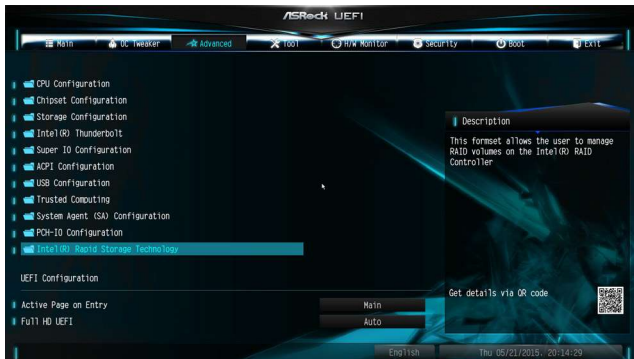 ASRock UEFI
Main OC Tweaker Advanced Tool H/W Monitor Security Boot Exit
CPU Configuration
Chipset Configuration
Storage Configuration
Intel(R) Thunderbolt
Super IO Configuration
ACPI Configuration
USB Configuration
Trusted Computing
System Agent (SA) Configuration
PCH-IO Configuration
Intel(R) Rapid Storage Technology
UEFI Configuration
Active Page on Entry Main
Full HD UEFI Auto
Description
This formset allows the user to manage
RAID volumes on the Intel(R) RAID
Controller
Get details via QR code
English Thu 05/21/2015. 20:14:29